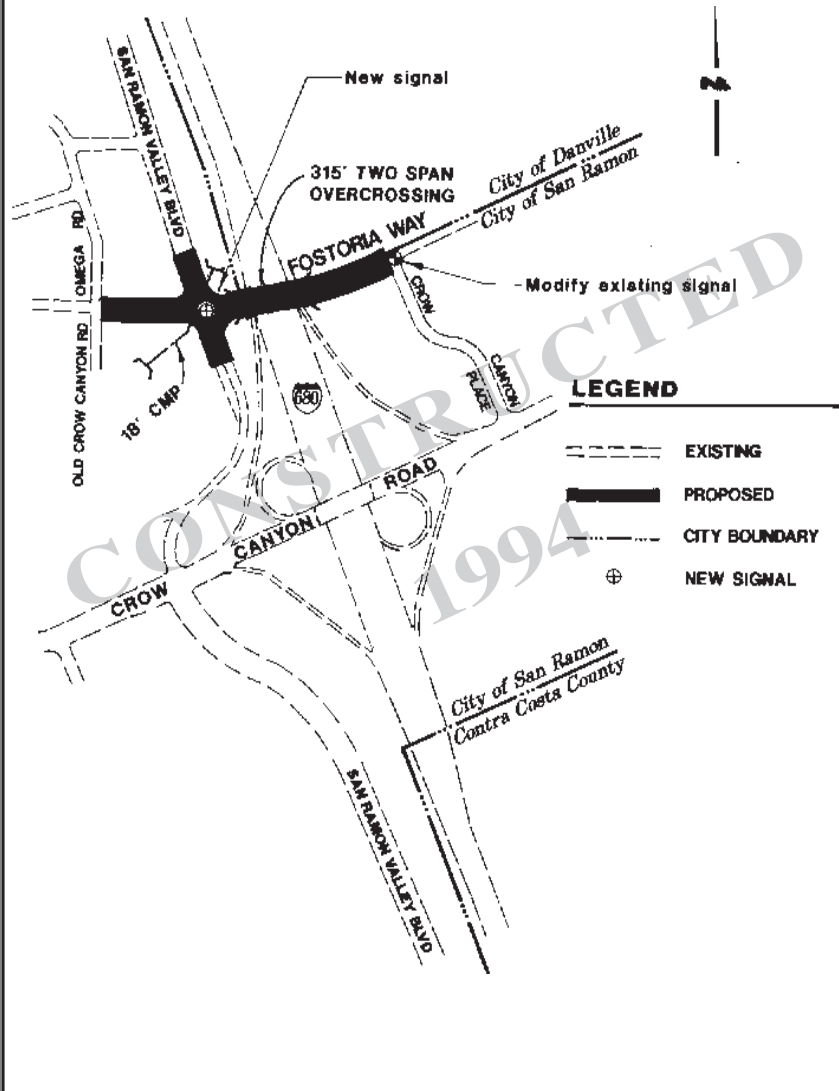 SAN RAMON VALLEY BLVD
New signal
N
315' TWO SPAN
OVERCROSSING
City of Danville
City of San Ramon
FOSTORIA WAY
OMEGA RD
OLD CROW CANYON RD
-Modify existing signal
CROW
CANYON
PLACE
18' CMP
680
LEGEND
EXISTING
PROPOSED
CITY BOUNDARY
NEW SIGNAL
CROW
CANYON
ROAD
CONSTRUCTED
1994
City of San Ramon
Contra Costa County
SAN RAMON VALLEY BLVD